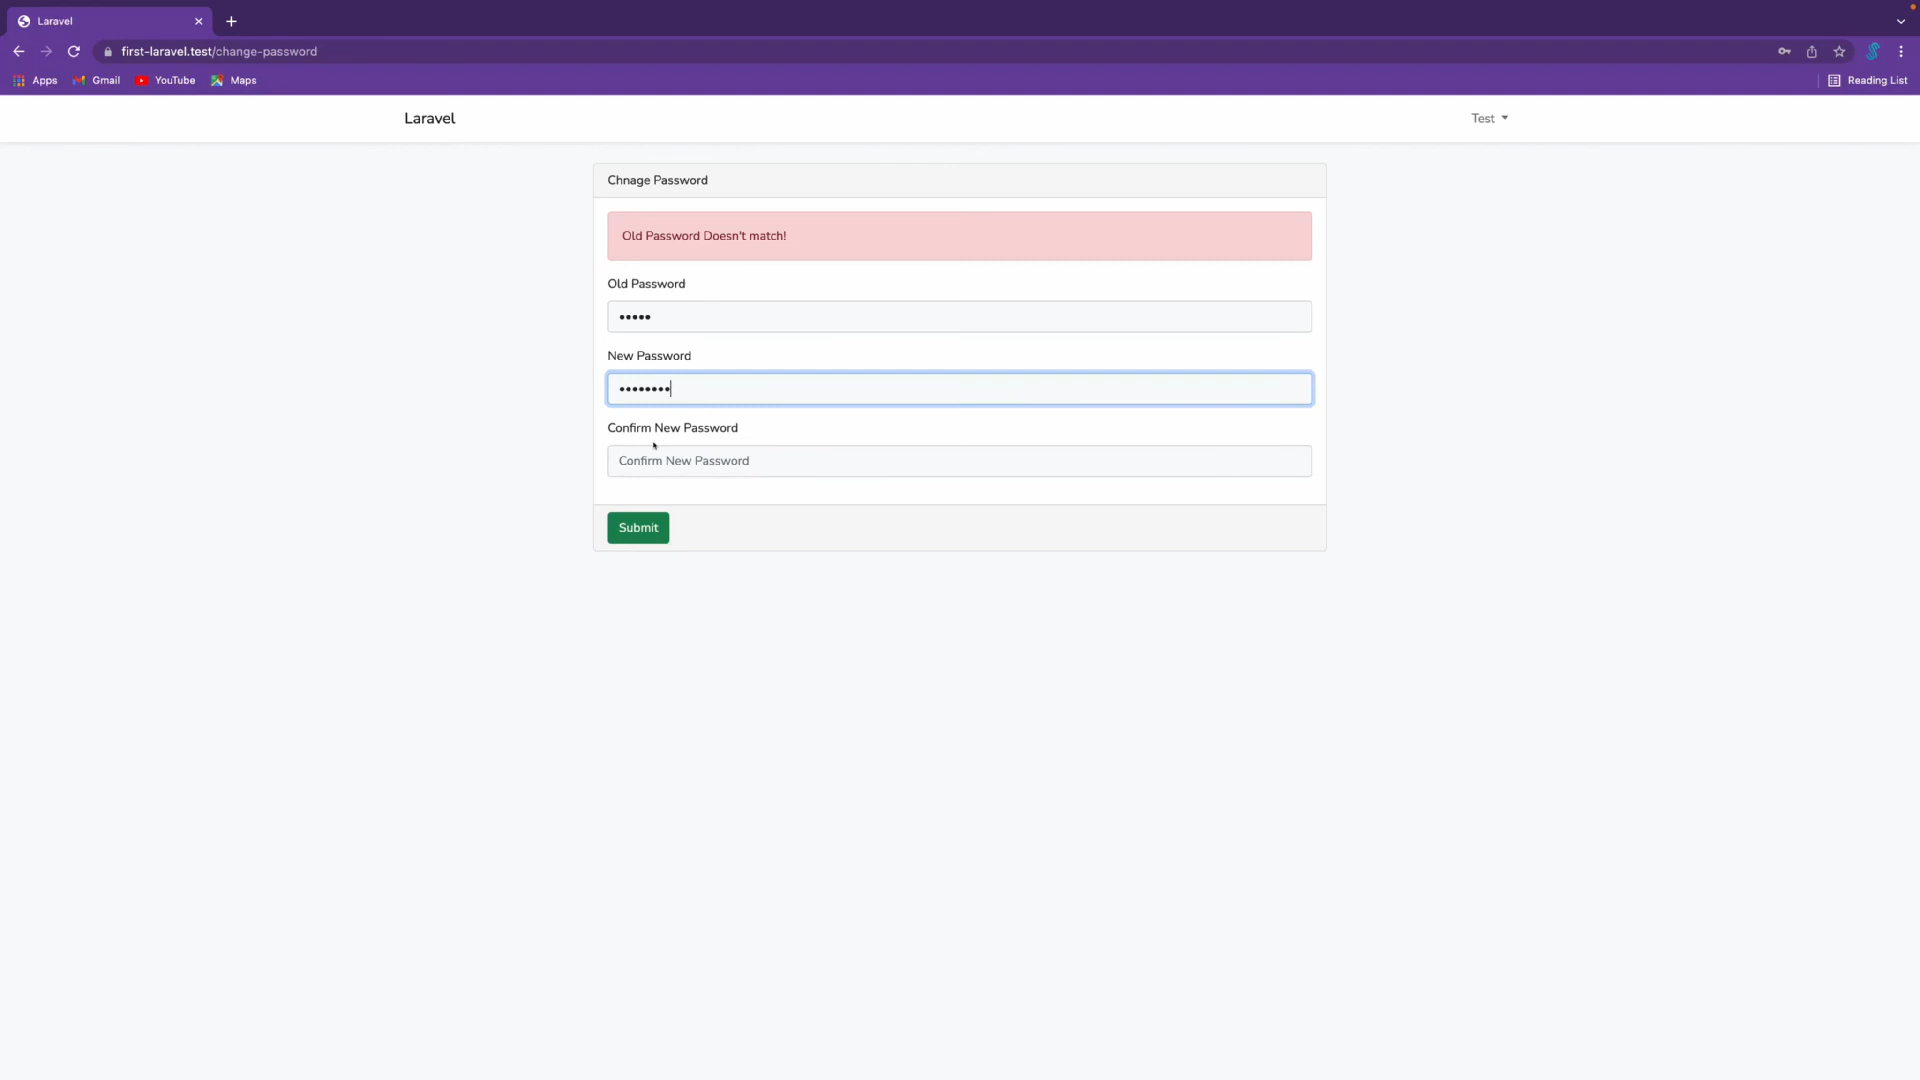 Laravel
first-laravel.test/change-password
Apps Gmail YouTube Maps Reading List
Laravel Test
Chnage Password
Old Password Doesn't match!
Old Password
•••••
New Password
••••••••
Confirm New Password
Confirm New Password
Submit